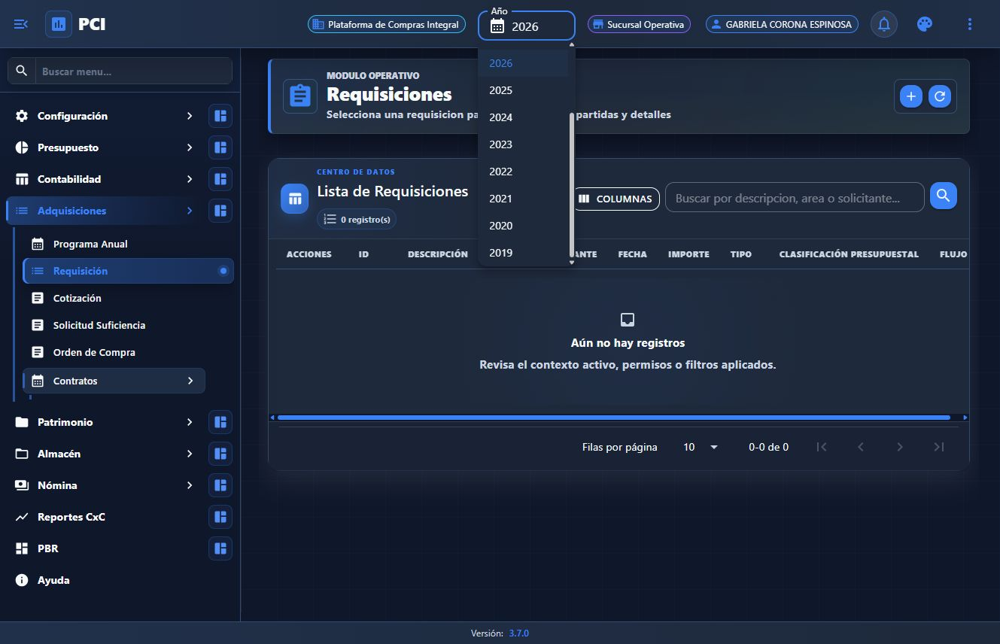 PCI
Plataforma de Compras Integral
Año
2026
Sucursal Operativa
GABRIELA CORONA ESPINOSA
Buscar menu...
Configuración
Presupuesto
Contabilidad
Adquisiciones
Programa Anual
Requisición
Cotización
Solicitud Suficiencia
Orden de Compra
Contratos
Patrimonio
Almacén
Nómina
Reportes CxC
PBR
Ayuda
2026
2025
2024
2023
2022
2021
2020
2019
MODULO OPERATIVO
Requisiciones
Selecciona una requisicion partidas y detalles
CENTRO DE DATOS
Lista de Requisiciones
0 registro(s)
COLUMNAS
Buscar por descripcion, area o solicitante...
ACCIONES ID DESCRIPCIÓN FECHA IMPORTE TIPO CLASIFICACIÓN PRESUPUESTAL FLUJO
Aún no hay registros
Revisa el contexto activo, permisos o filtros aplicados.
Filas por página 10 0-0 de 0
Versión: 3.7.0